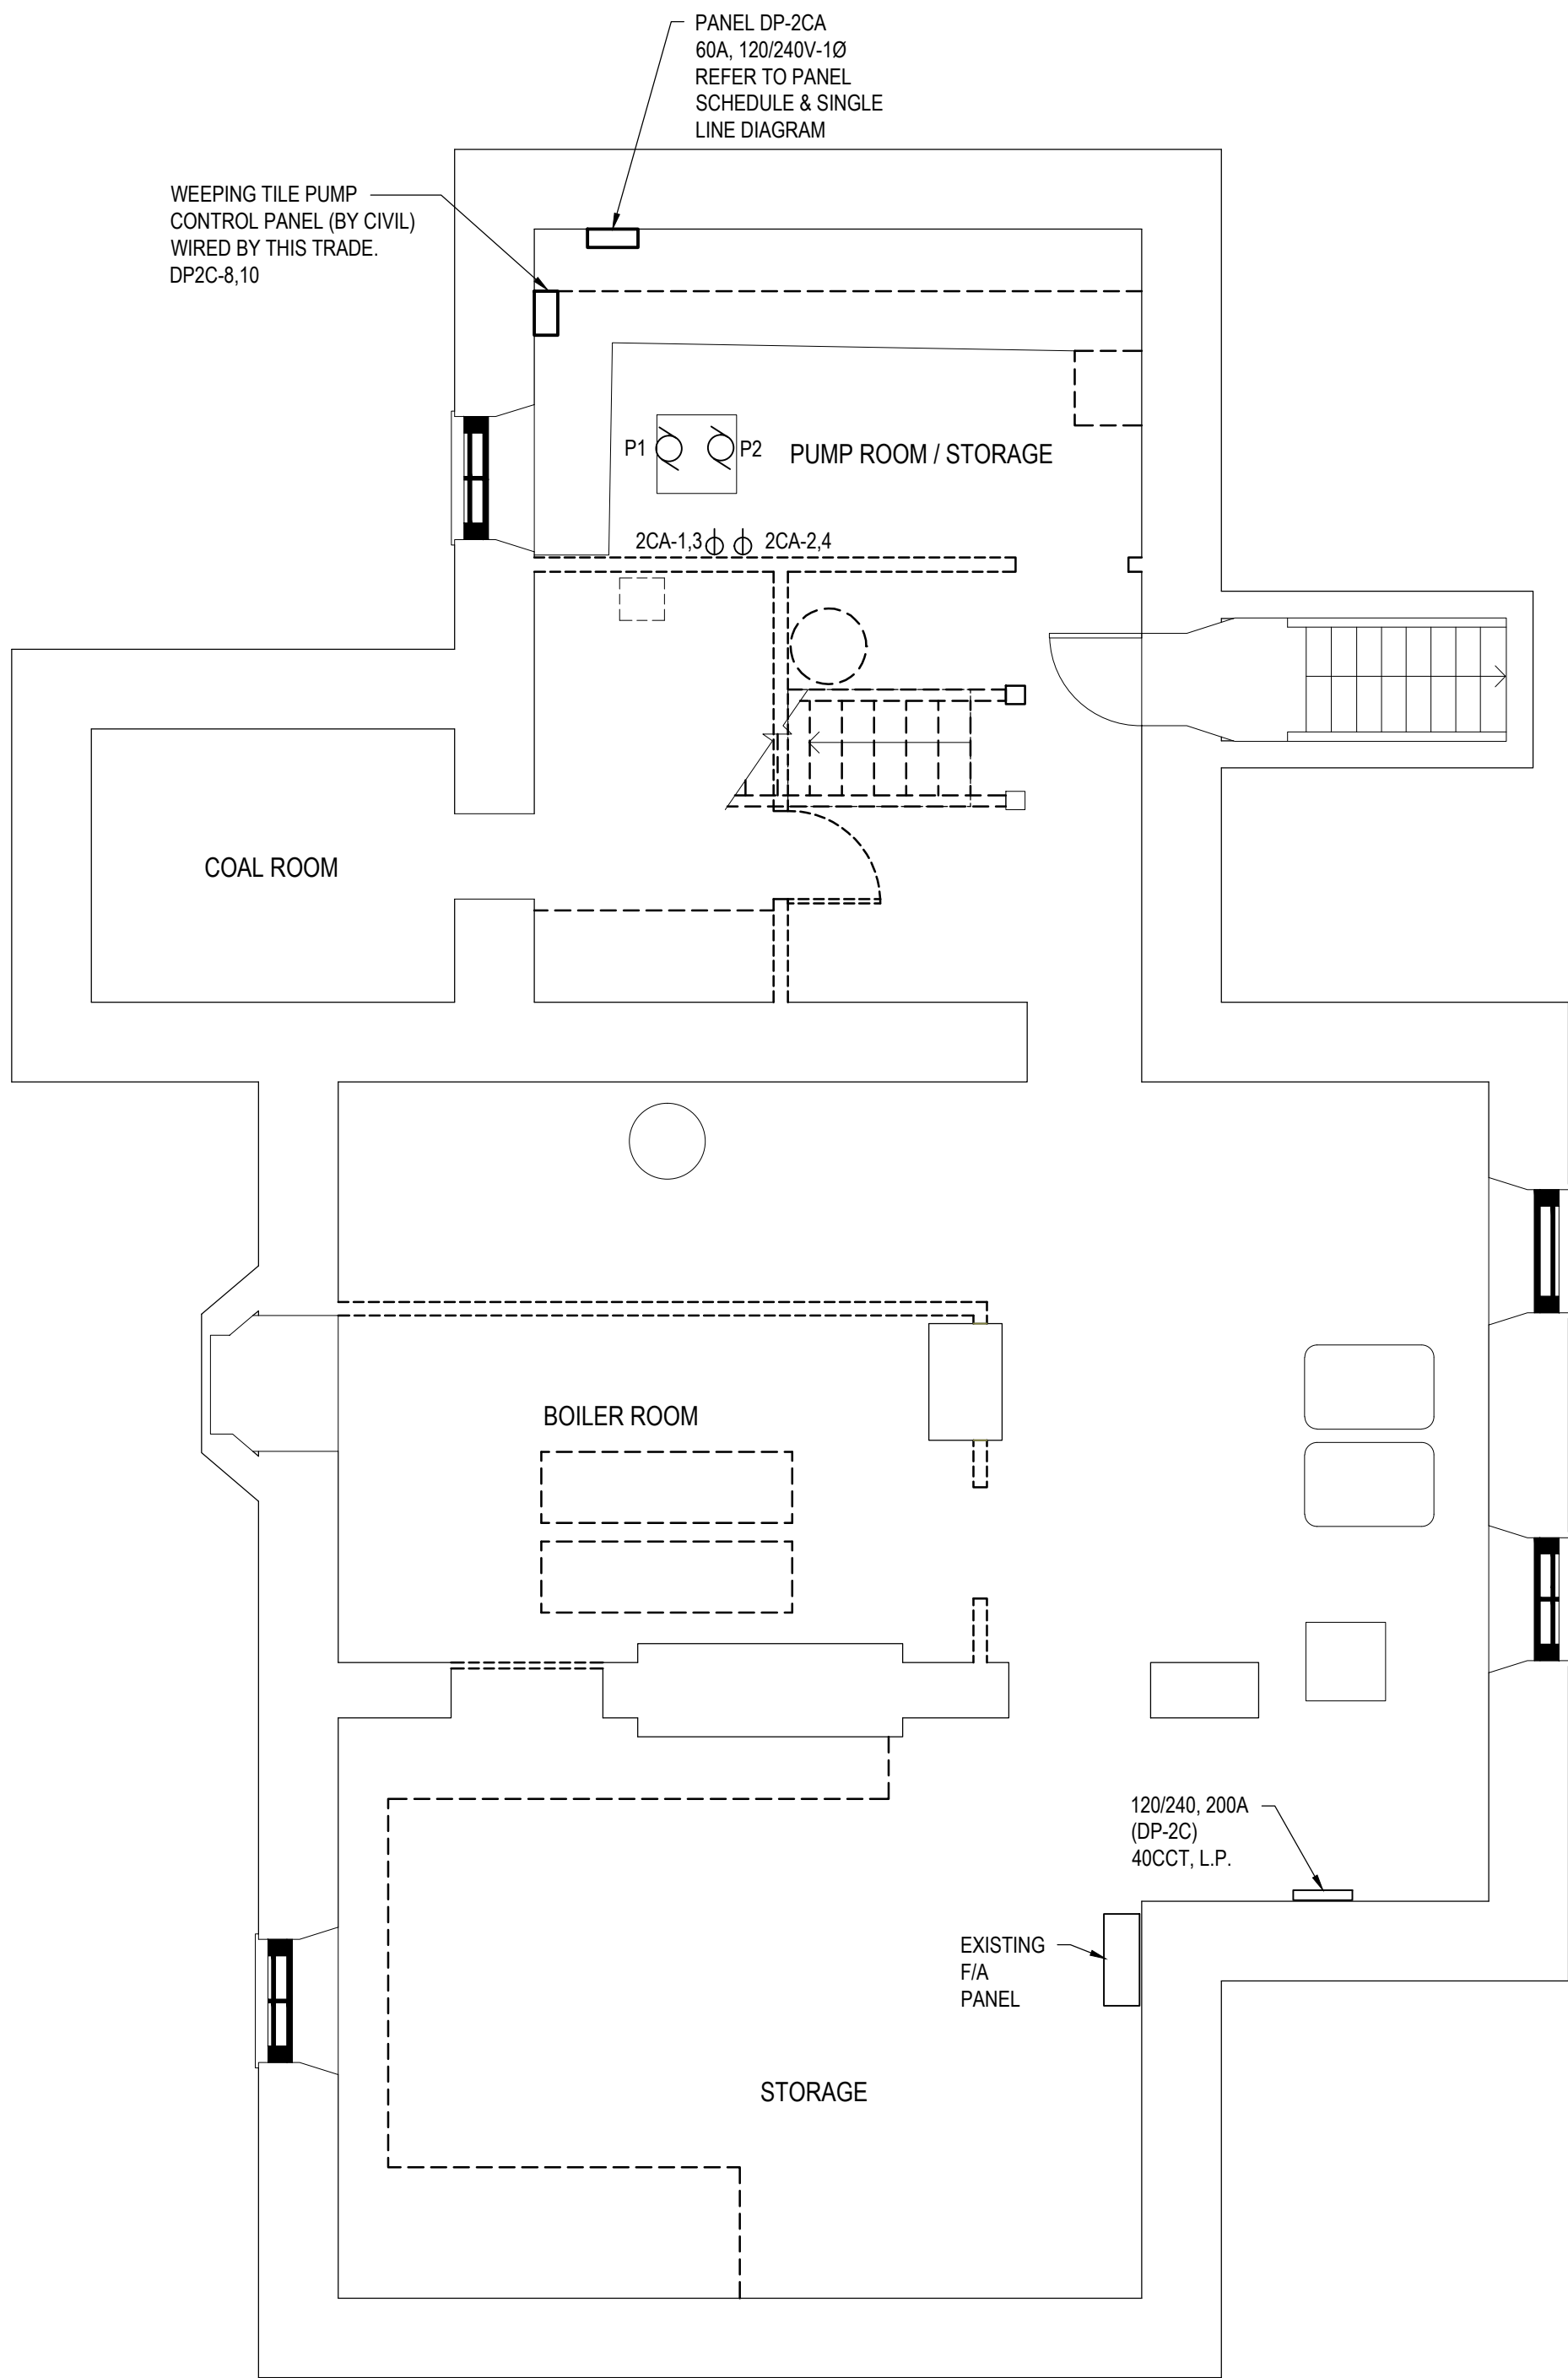 PANEL DP-2CA
60A, 120/240V-1Ø
REFER TO PANEL
SCHEDULE & SINGLE
LINE DIAGRAM
WEEPING TILE PUMP
CONTROL PANEL (BY CIVIL)
WIRED BY THIS TRADE.
DP2C-8,10
P1
P2
PUMP ROOM / STORAGE
2CA-1,3
2CA-2,4
COAL ROOM
BOILER ROOM
120/240, 200A
(DP-2C)
40CCT, L.P.
EXISTING
F/A
PANEL
STORAGE